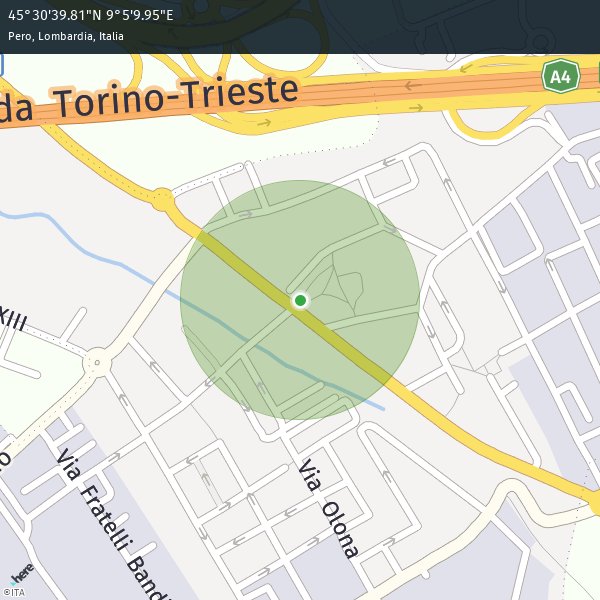 45°30'39.81"N 9°5'9.95"E
Pero, Lombardia, Italia
da Torino-Trieste
A4
XIII
Via Fratelli Band
Via Olona
o
here
©ITA